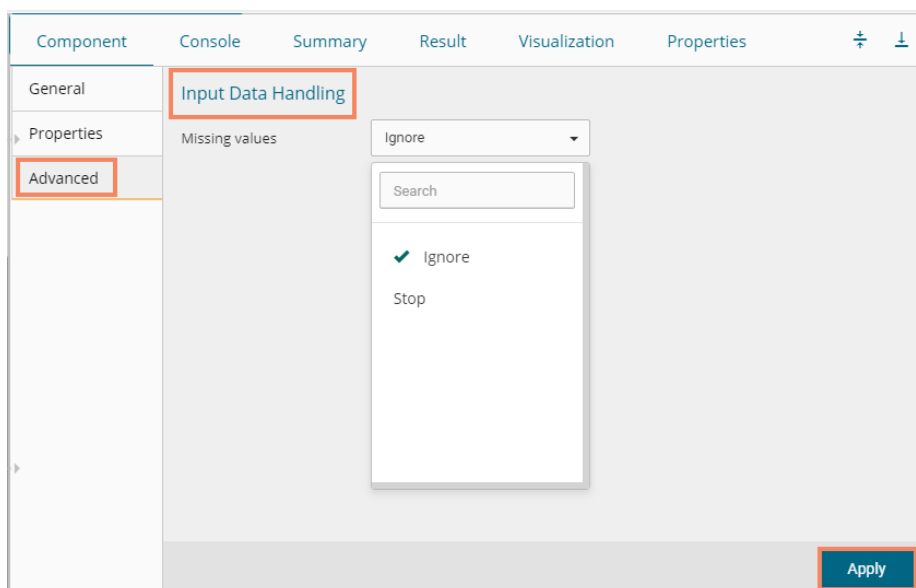 Component Console Summary Result Visualization Properties
General
Input Data Handling
Properties
Missing values
Ignore
Advanced
Search
Ignore
Stop
Apply